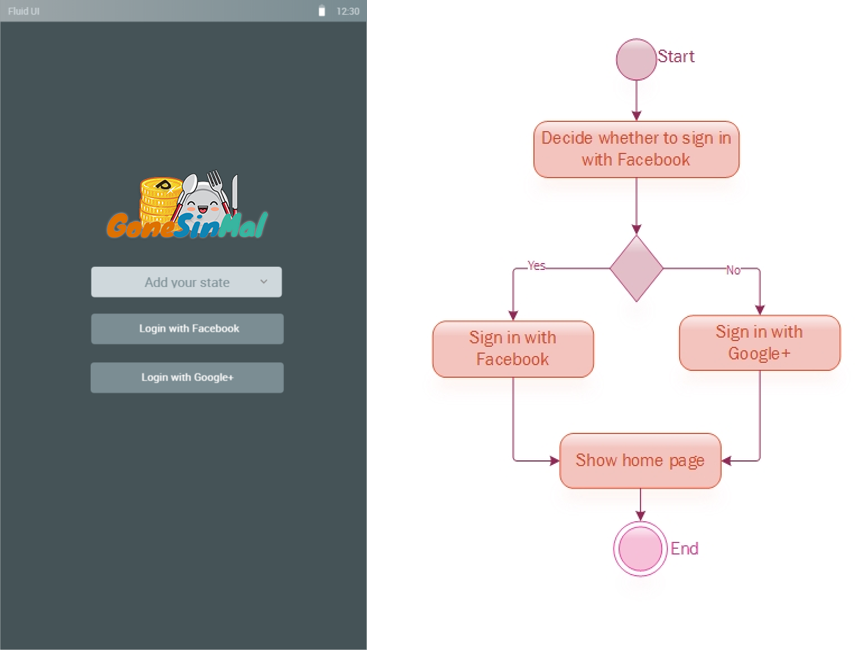 Fluid UI
12:30
GoneSinMal
Add your state
Login with Facebook
Login with Google+
Start
Decide whether to sign in
with Facebook
Yes
No
Sign in with
Facebook
Sign in with
Google+
Show home page
End